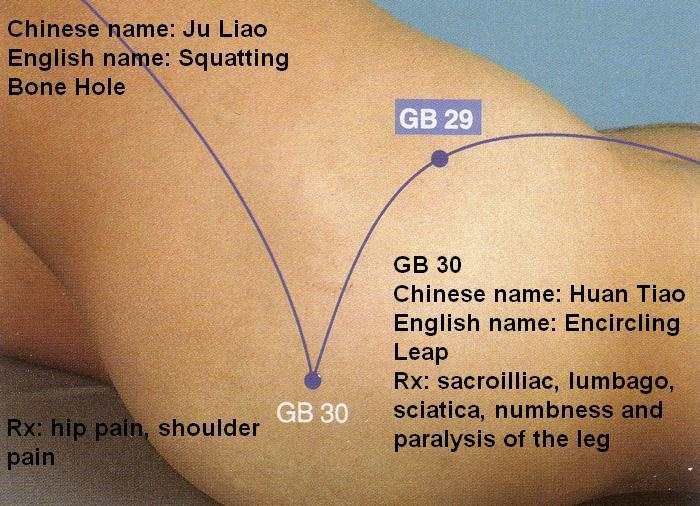 Chinese name: Ju Liao
English name: Squatting
Bone Hole
GB 29
GB 30
Chinese name: Huan Tiao
English name: Encircling
Leap
Rx: sacroilliac, lumbago,
sciatica, numbness and
paralysis of the leg
GB 30
Rx: hip pain, shoulder
pain